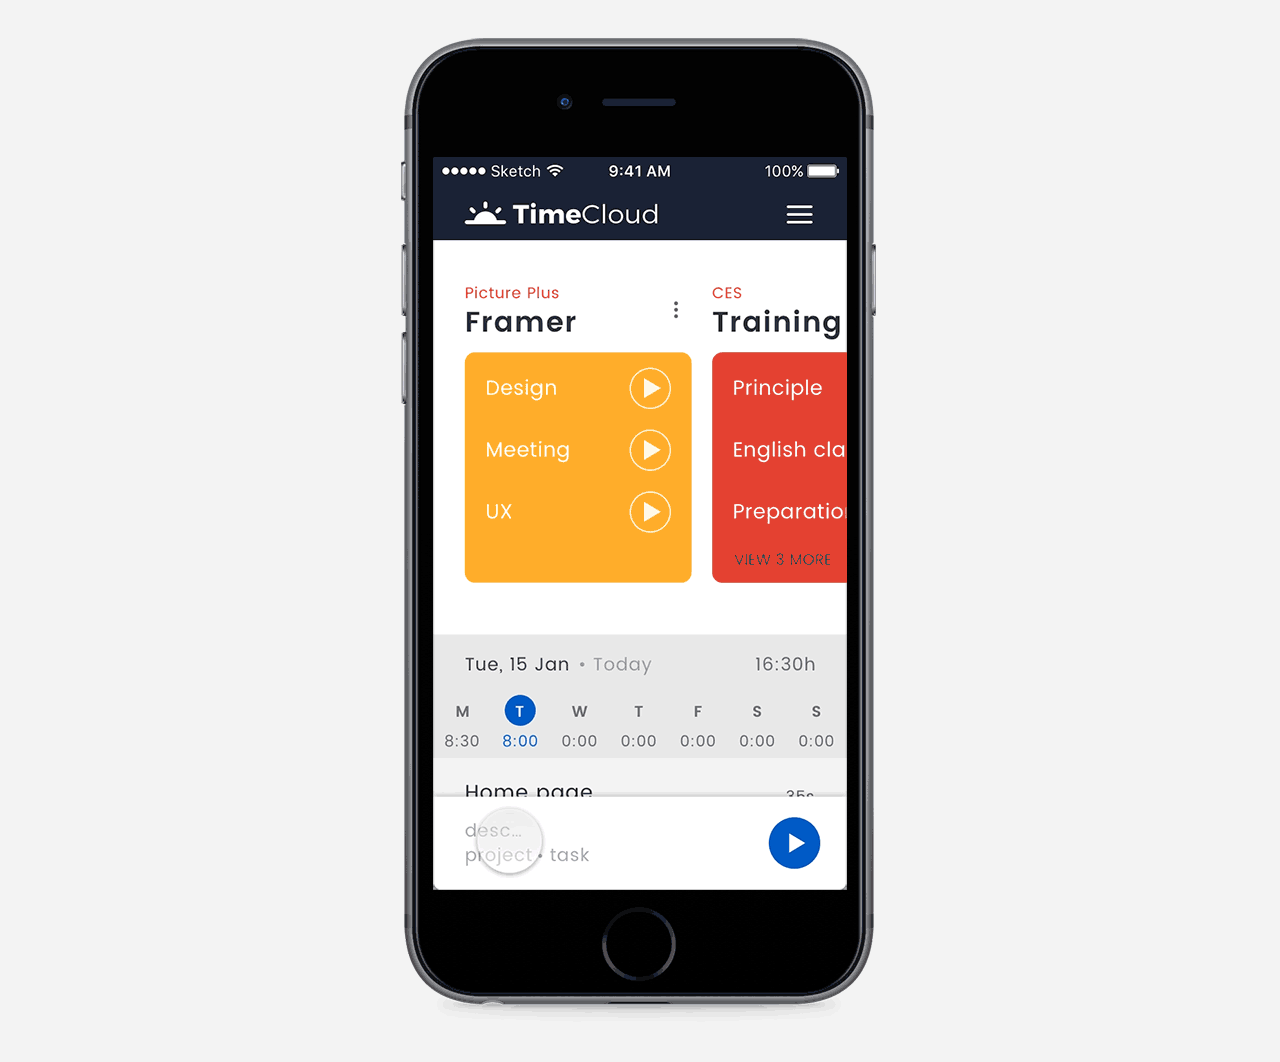 Sketch 9:41 AM 100%
TimeCloud
Picture Plus
Framer
Design
Meeting
UX
CES
Training
Principle
English cla
Preparation
VIEW 3 MORE
Tue, 15 Jan • Today 16:30h
M T W T F S S
8:30 8:00 0:00 0:00 0:00 0:00 0:00
Home page 35s
desc...
project • task